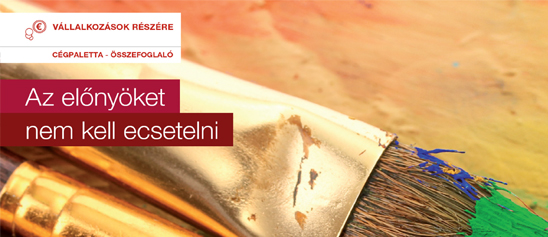 VÁLLALKOZÁSOK RÉSZÉRE
CÉGPALETTA - ÖSSZEFOGLALÓ
Az előnyöket
nem kell ecsetelni